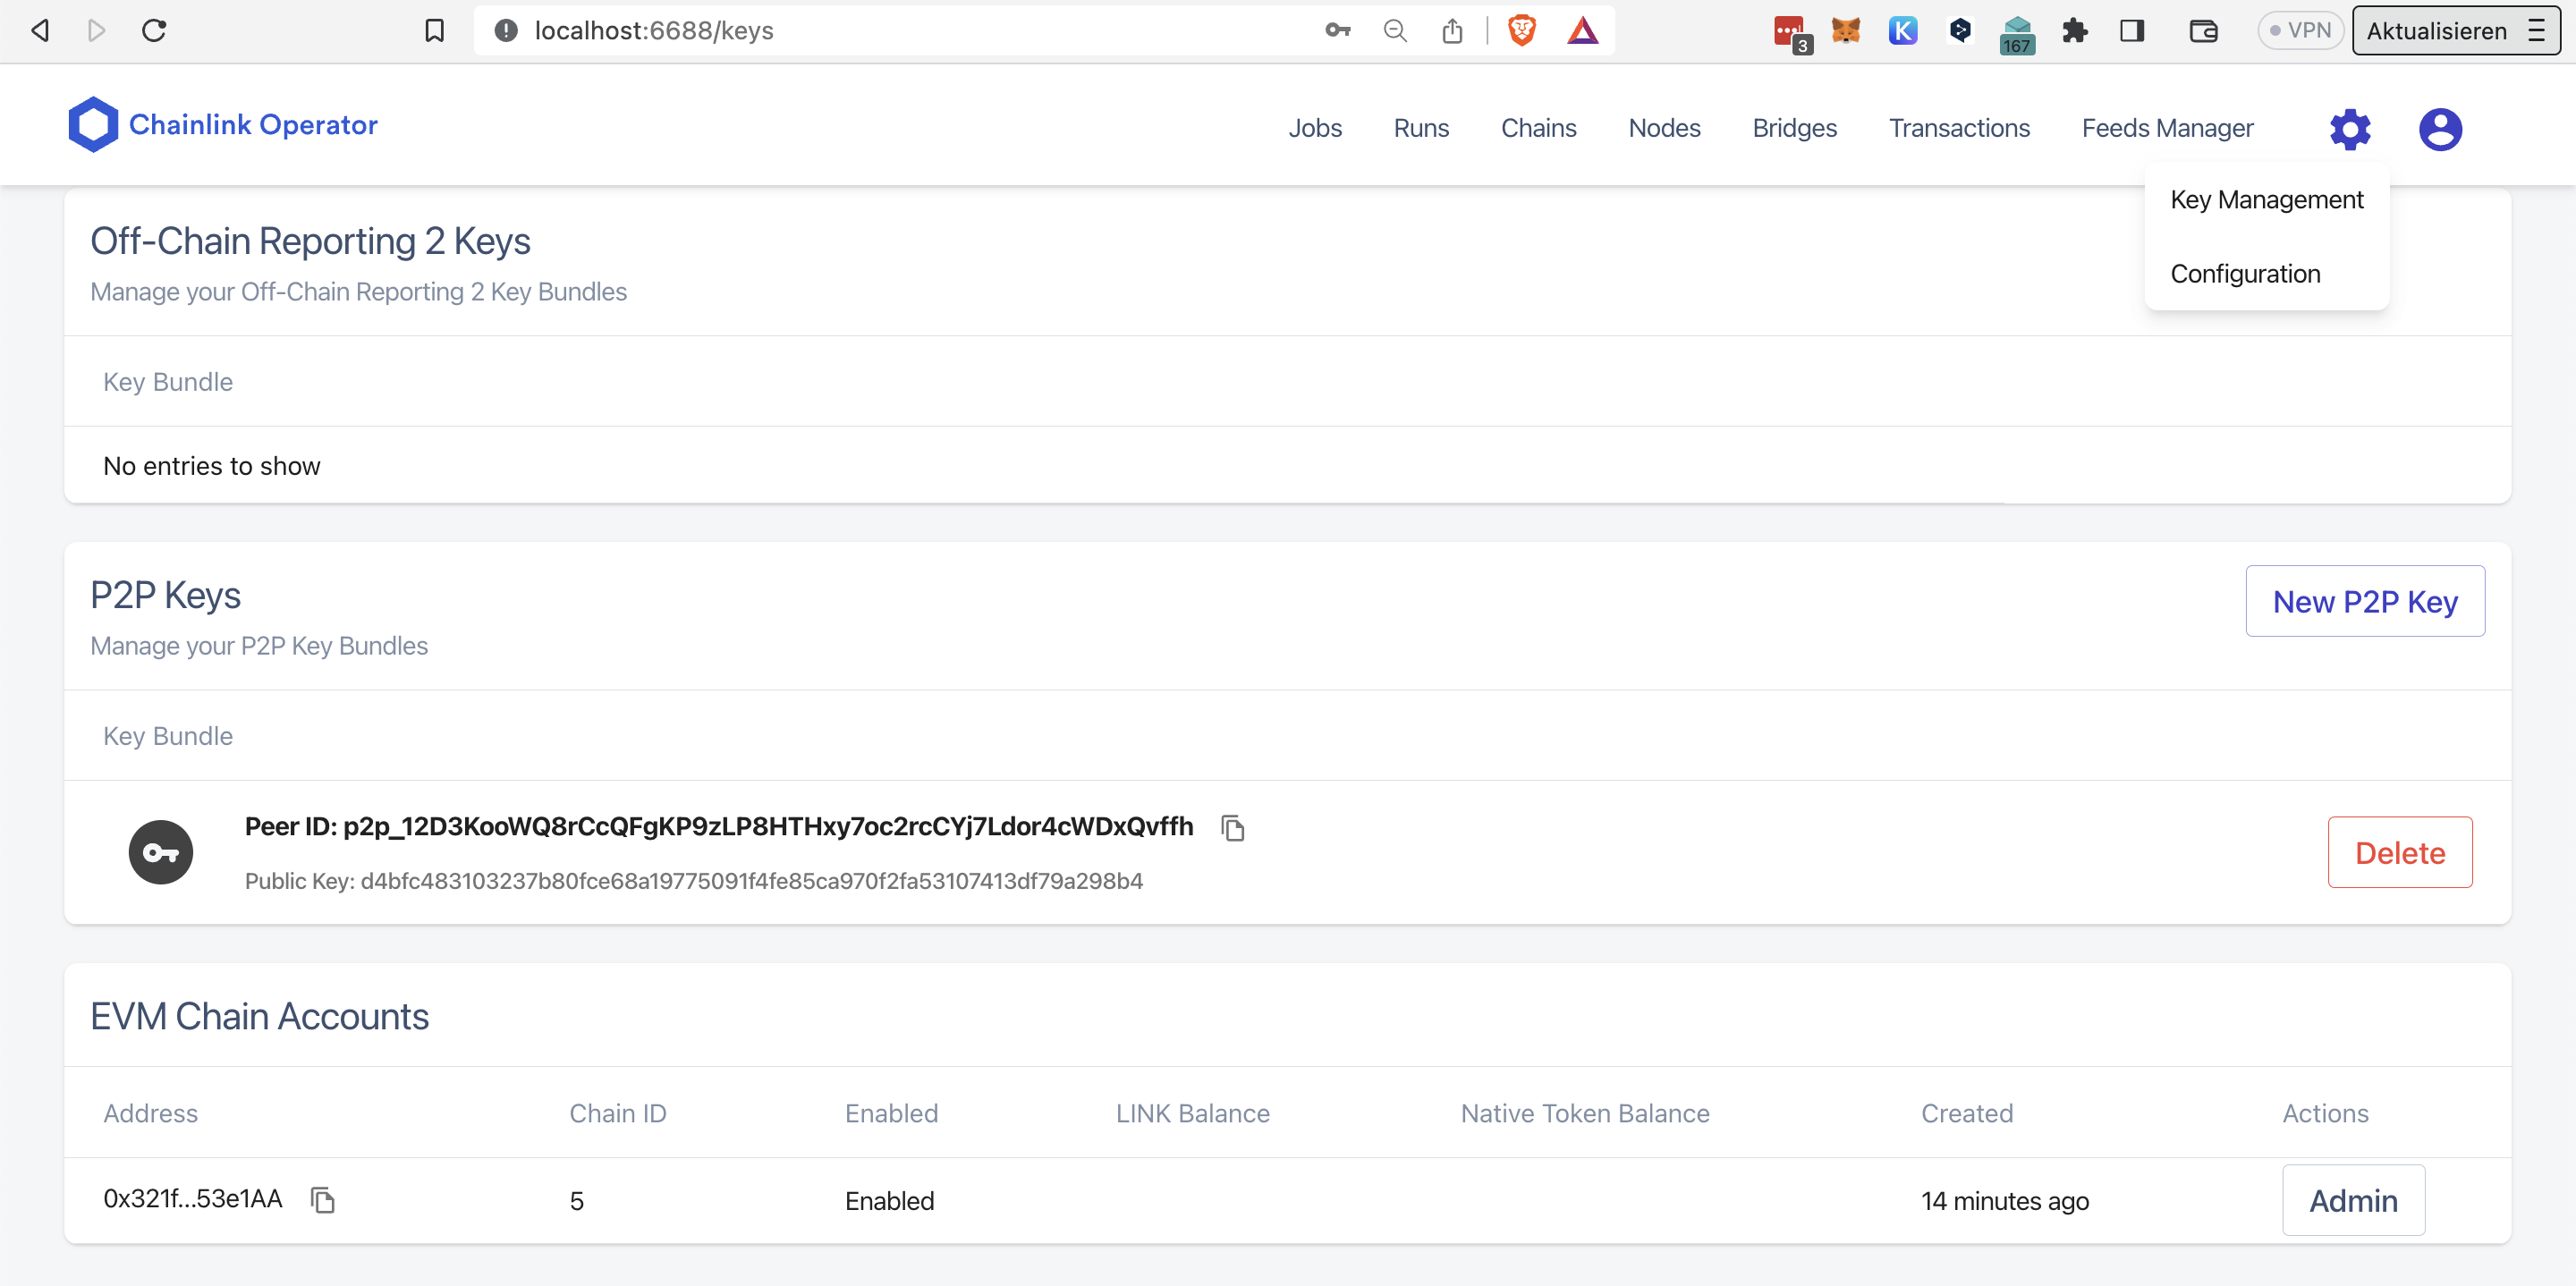 localhost:6688/keys
3
K
167
VPN
Aktualisieren
Chainlink Operator
Jobs
Runs
Chains
Nodes
Bridges
Transactions
Feeds Manager
Key Management
Configuration
Off-Chain Reporting 2 Keys
Manage your Off-Chain Reporting 2 Key Bundles
Key Bundle
No entries to show
P2P Keys
New P2P Key
Manage your P2P Key Bundles
Key Bundle
Peer ID: p2p_12D3KooWQ8rCcQFgKP9zLP8HTHxy7oc2rcCYj7Ldor4cWDxQvffh
Public Key: d4bfc483103237b80fce68a19775091f4fe85ca970f2fa53107413df79a298b4
Delete
EVM Chain Accounts
Address Chain ID Enabled LINK Balance Native Token Balance Created Actions
0x321f...53e1AA 5 Enabled 14 minutes ago Admin